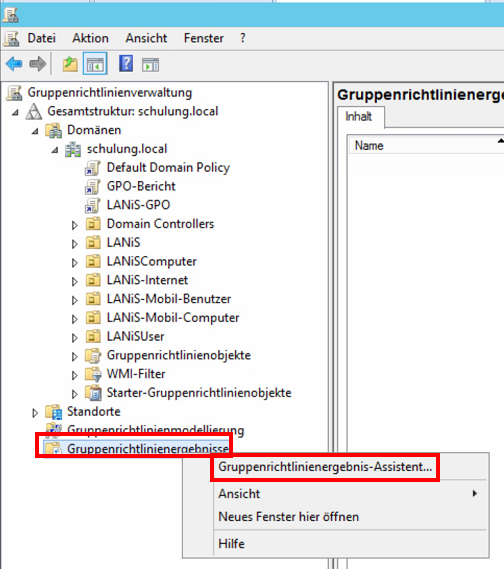 Datei Aktion Ansicht Fenster ?
Gruppenrichtlinienverwaltung
Gesamtstruktur: schulung.local
Domänen
schulung.local
Default Domain Policy
GPO-Bericht
LANiS-GPO
Domain Controllers
LANiS
LANiSComputer
LANiS-Internet
LANiS-Mobil-Benutzer
LANiS-Mobil-Computer
LANiSUser
Gruppenrichtlinienobjekte
WMI-Filter
Starter-Gruppenrichtlinienobjekte
Standorte
Gruppenrichtlinienmodellierung
Gruppenrichtlinienergebnisse
Gruppenrichtlinienerge
Inhalt
Name
Gruppenrichtlinienergebnis-Assistent...
Ansicht
Neues Fenster hier öffnen
Hilfe